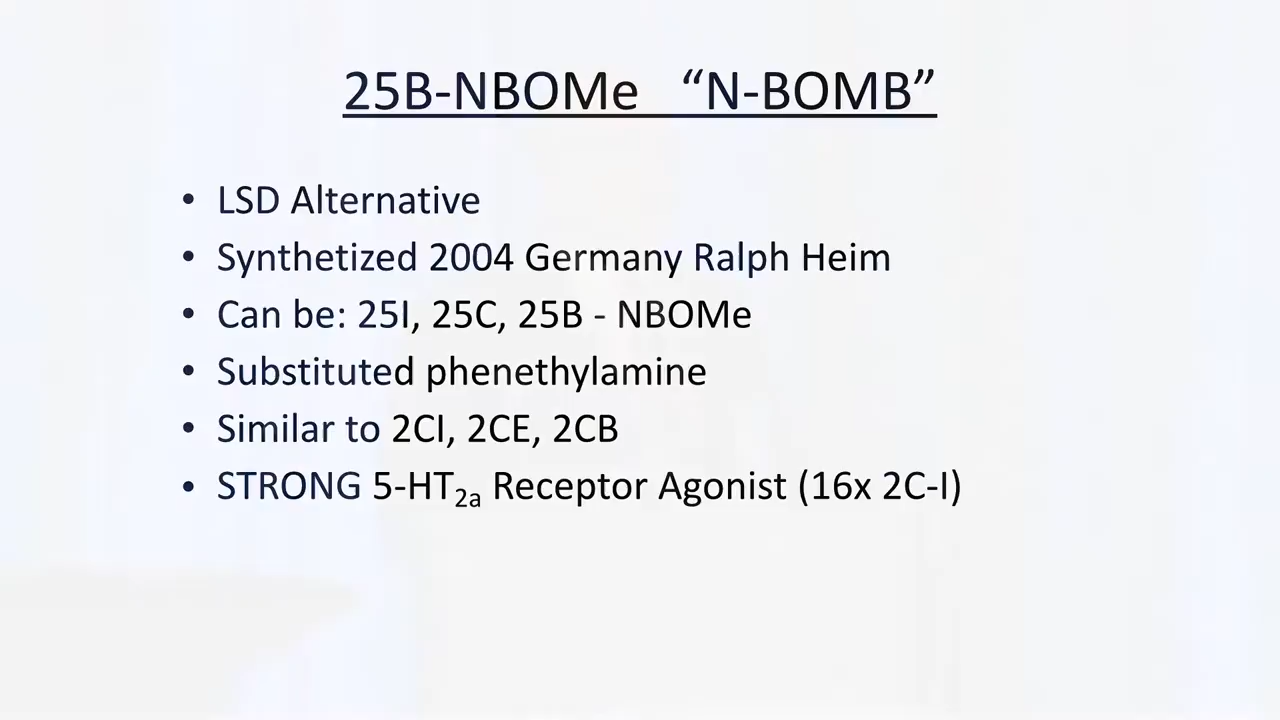 25B-NBOMe “N-BOMB”
• LSD Alternative
• Synthetized 2004 Germany Ralph Heim
• Can be: 25I, 25C, 25B - NBOMe
• Substituted phenethylamine
• Similar to 2CI, 2CE, 2CB
• STRONG 5-HT2a Receptor Agonist (16x 2C-I)